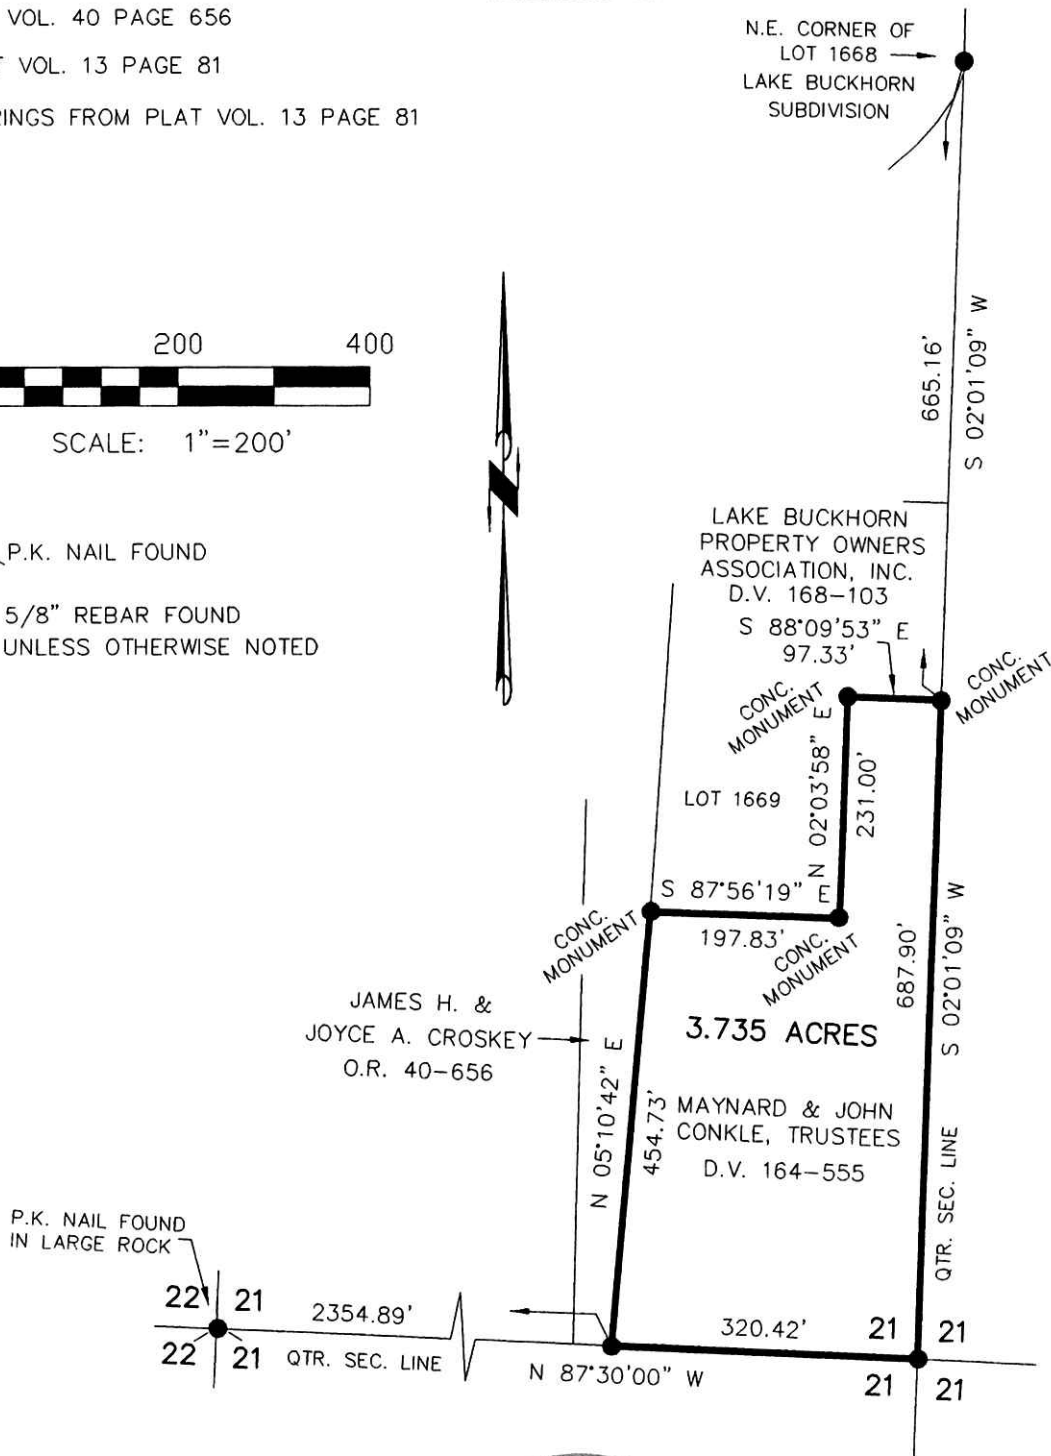 VOL. 40 PAGE 656
VOL. 13 PAGE 81
FROM PLAT VOL. 13 PAGE 81
N.E. CORNER OF
LOT 1668
LAKE BUCKHORN
SUBDIVISION
200 400
SCALE: 1"=200'
P.K. NAIL FOUND
5/8" REBAR FOUND
UNLESS OTHERWISE NOTED
665.16'
S 02°01'09" W
LAKE BUCKHORN
PROPERTY OWNERS
ASSOCIATION, INC.
D.V. 168-103
S 88°09'53" E
97.33'
CONC.
MONUMENT
CONC.
MONUMENT
N 02°03'58" E
231.00'
LOT 1669
S 87°56'19" E
197.83'
CONC.
MONUMENT
CONC.
MONUMENT
687.90'
S 02°01'09" W
JAMES H. &
JOYCE A. CROSKEY
O.R. 40-656
3.735 ACRES
N 05°10'42" E
454.73'
MAYNARD & JOHN
CONKLE, TRUSTEES
D.V. 164-555
QTR. SEC. LINE
P.K. NAIL FOUND
IN LARGE ROCK
22 21
22 21
2354.89'
QTR. SEC. LINE
320.42'
N 87°30'00" W
21 21
21 21